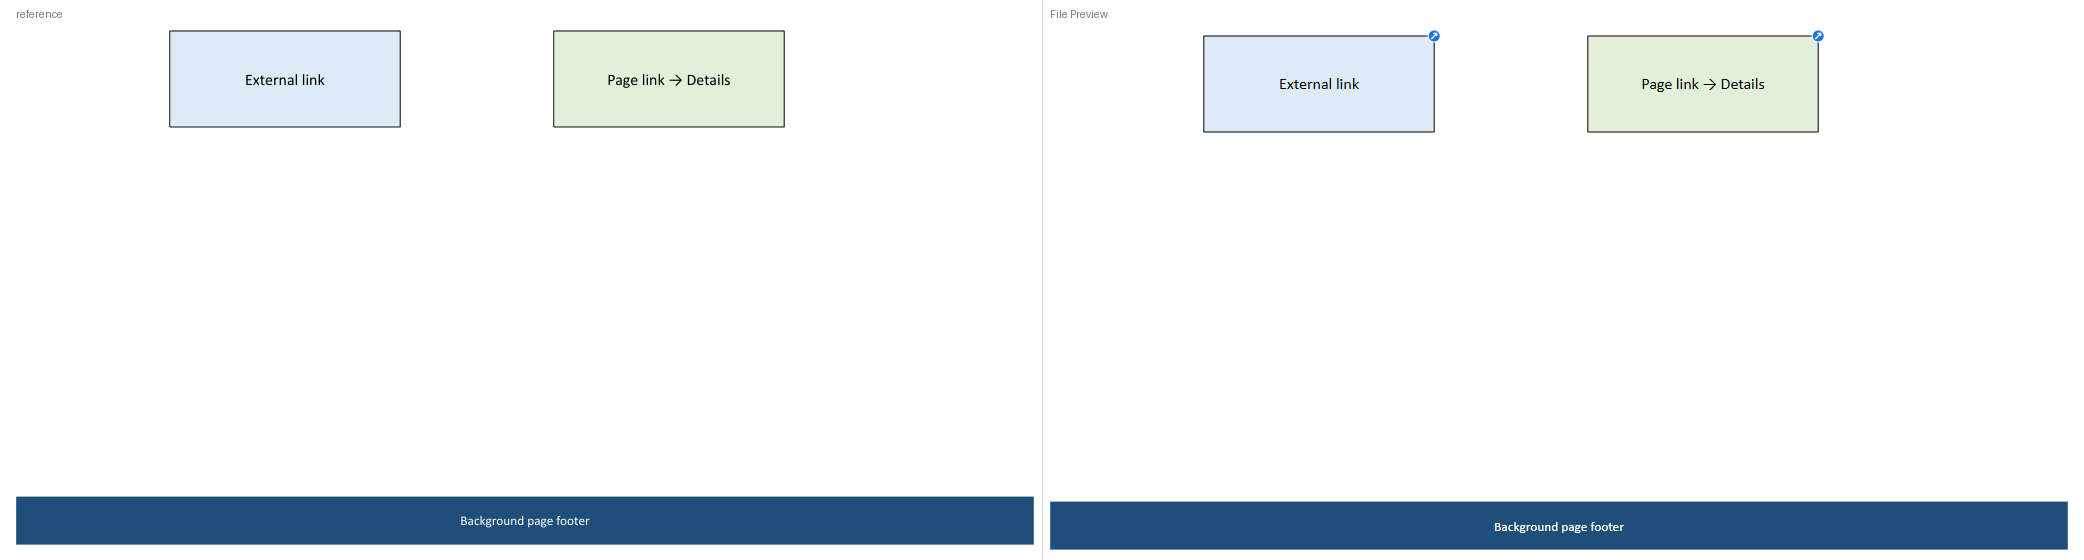 reference
External link
Page link → Details
Background page footer
File Preview
External link
Page link → Details
Background page footer